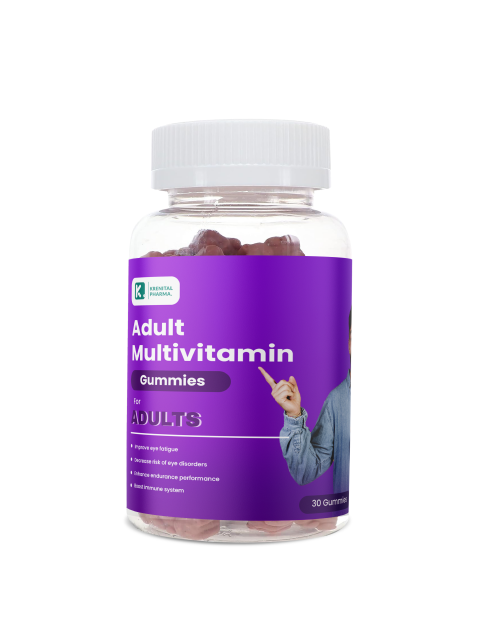 KRENITAL
PHARMA.
Adult
Multivitamin
Gummies
For
ADULTS
Improve eye fatigue
Decrease risk of eye disorders
Enhance endurance performance
Boost immune system
30 Gummies